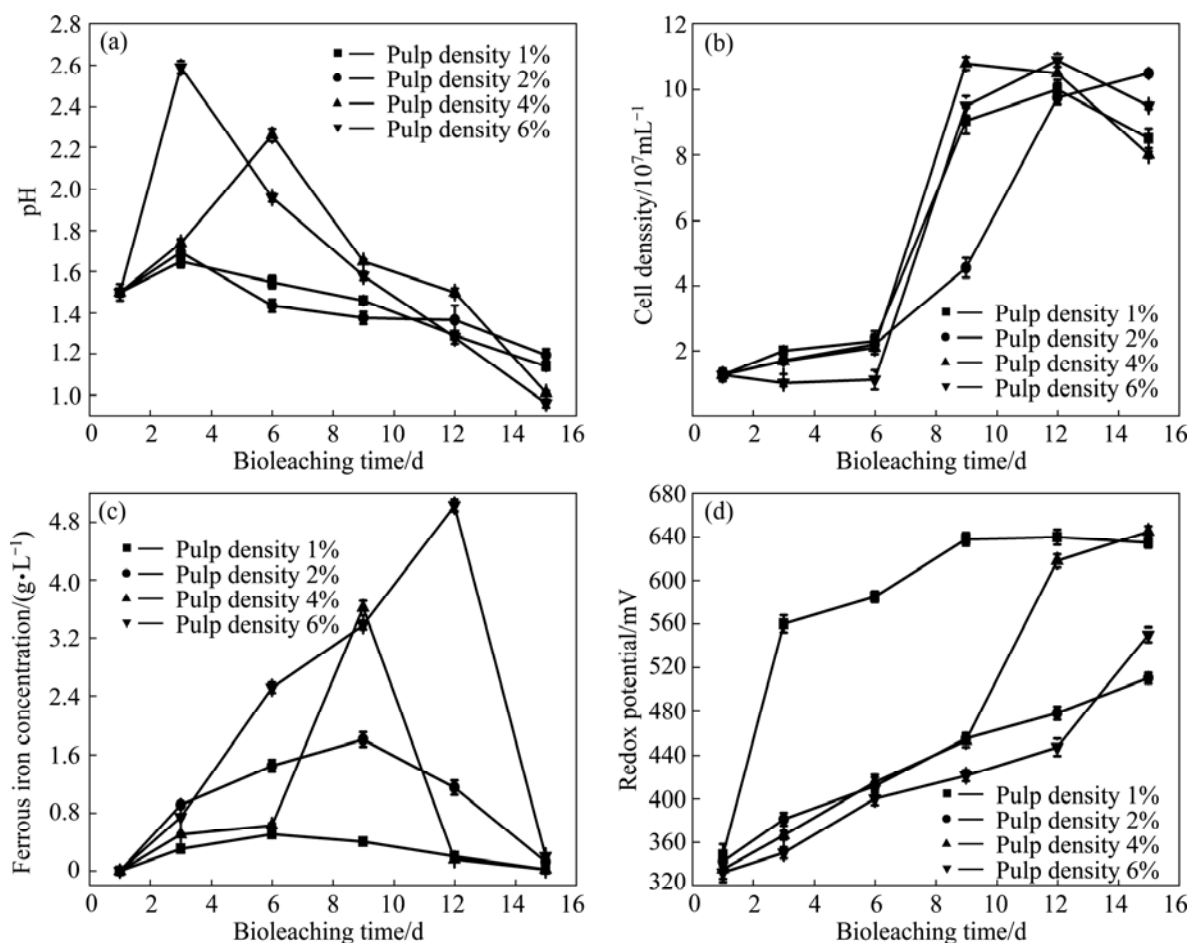 (a)
Pulp density 1%
Pulp density 2%
Pulp density 4%
Pulp density 6%
2.8
2.6
2.4
2.2
2.0
1.8
1.6
1.4
1.2
1.0
pH
0 2 4 6 8 10 12 14 16
Bioleaching time/d
(b)
12
10
8
6
4
2
Cell denssity/10⁷mL⁻¹
Pulp density 1%
Pulp density 2%
Pulp density 4%
Pulp density 6%
0 2 4 6 8 10 12 14 16
Bioleaching time/d
(c)
4.8
3.2
2.4
1.6
0.8
0
4.0
Ferrous iron concentration/(g•L⁻¹)
Pulp density 1%
Pulp density 2%
Pulp density 4%
Pulp density 6%
0 2 4 6 8 10 12 14 16
Bioleaching time/d
(d)
680
640
600
560
520
480
440
400
360
320
Redox potential/mV
Pulp density 1%
Pulp density 2%
Pulp density 4%
Pulp density 6%
0 2 4 6 8 10 12 14 16
Bioleaching time/d